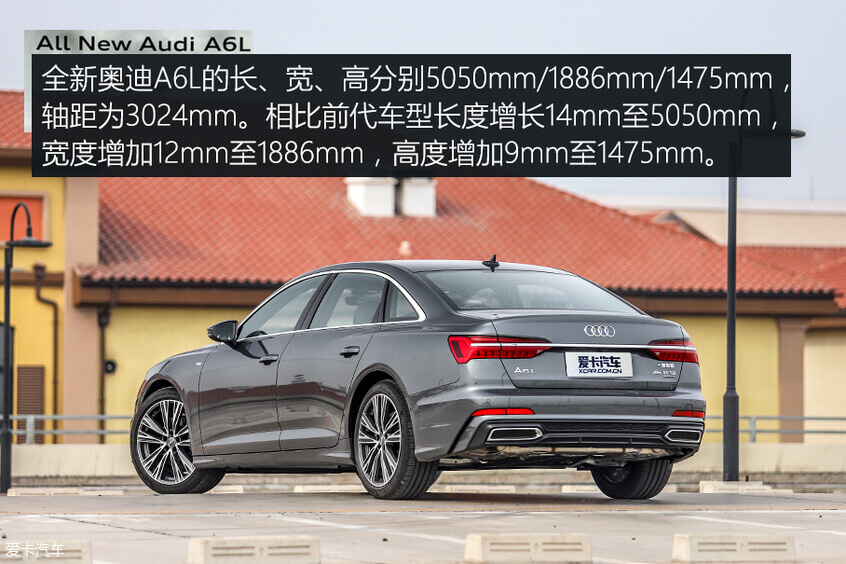 All New Audi A6L
全新奥迪A6L的长、宽、高分别5050mm/1886mm/1475mm，
轴距为3024mm。相比前代车型长度增长14mm至5050mm，
宽度增加12mm至1886mm，高度增加9mm至1475mm。
A6L
爱卡汽车
XCAR.COM.CN
爱卡汽车